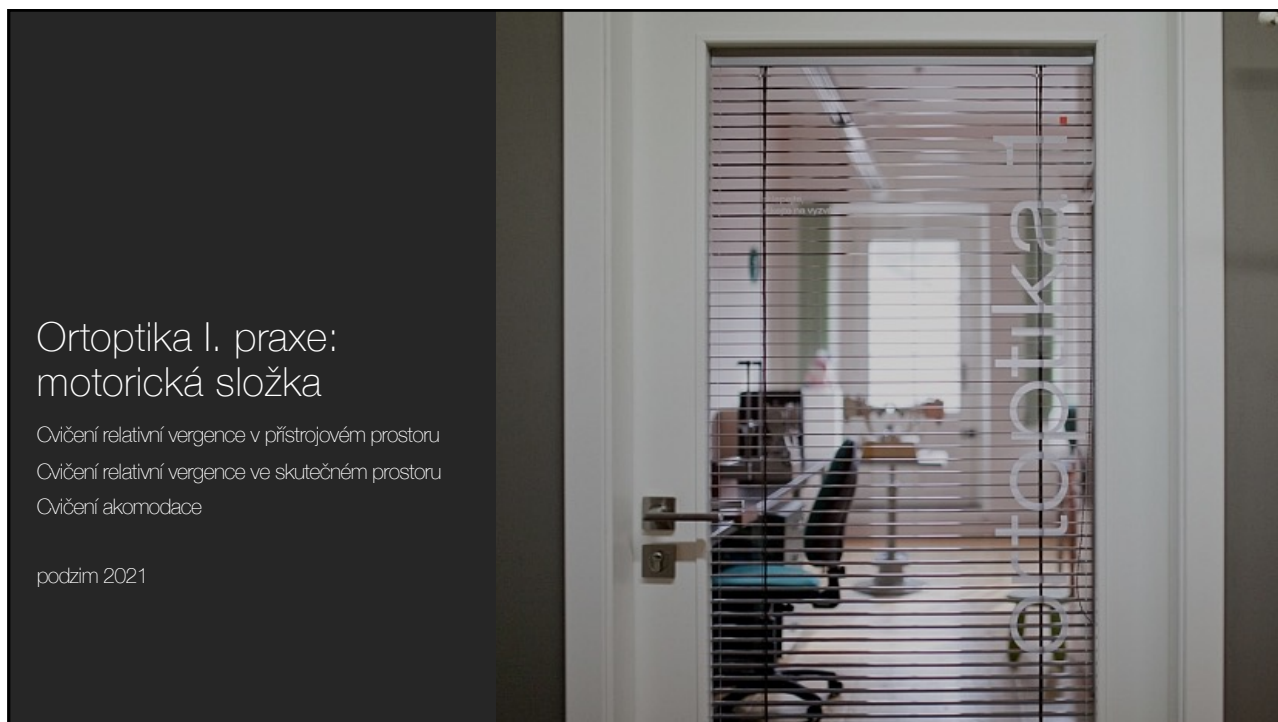 Ortoptika I. praxe:
motorická složka
Cvičení relativní vergence v přístrojovém prostoru
Cvičení relativní vergence ve skutečném prostoru
Cvičení akomodace
podzim 2021
ortoptika 1.